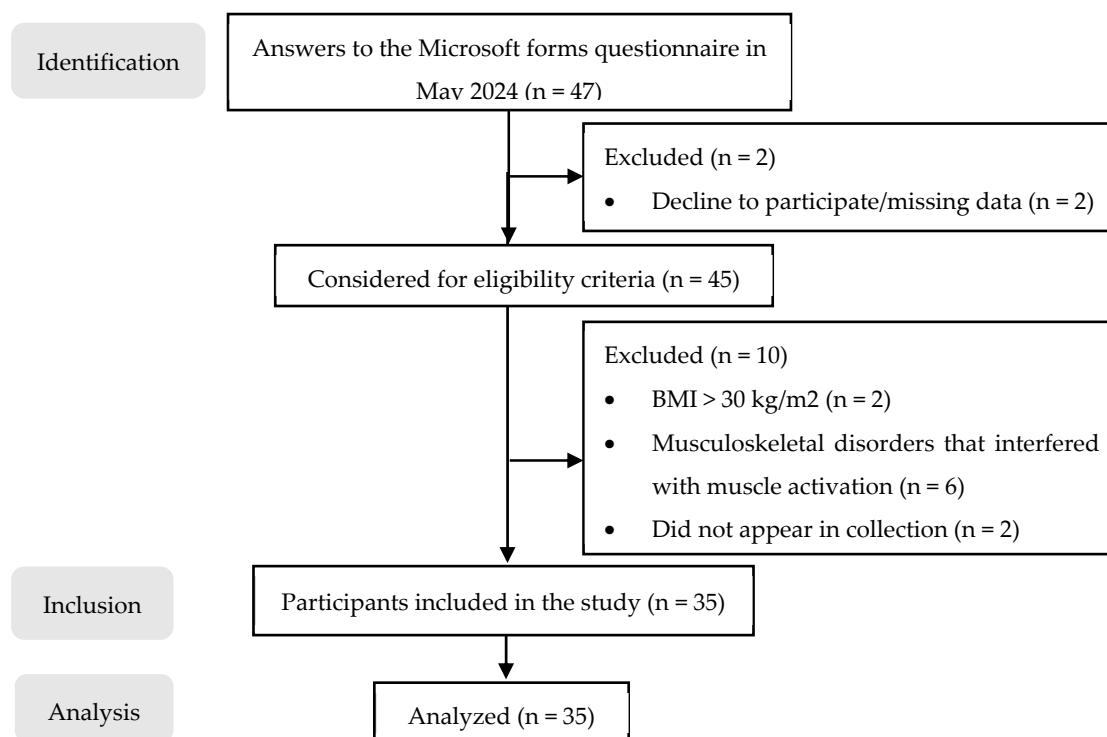 Identification
Answers to the Microsoft forms questionnaire in
May 2024 (n = 47)
Excluded (n = 2)
• Decline to participate/missing data (n = 2)
Considered for eligibility criteria (n = 45)
Excluded (n = 10)
• BMI > 30 kg/m2 (n = 2)
• Musculoskeletal disorders that interfered
with muscle activation (n = 6)
• Did not appear in collection (n = 2)
Inclusion
Participants included in the study (n = 35)
Analysis
Analyzed (n = 35)